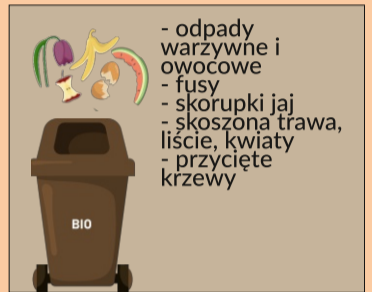 - odpady
warzywne i
owocowe
- fusy
- skorupki jaj
- skoszona trawa,
liście, kwiaty
- przycięte
krzewy
BIO